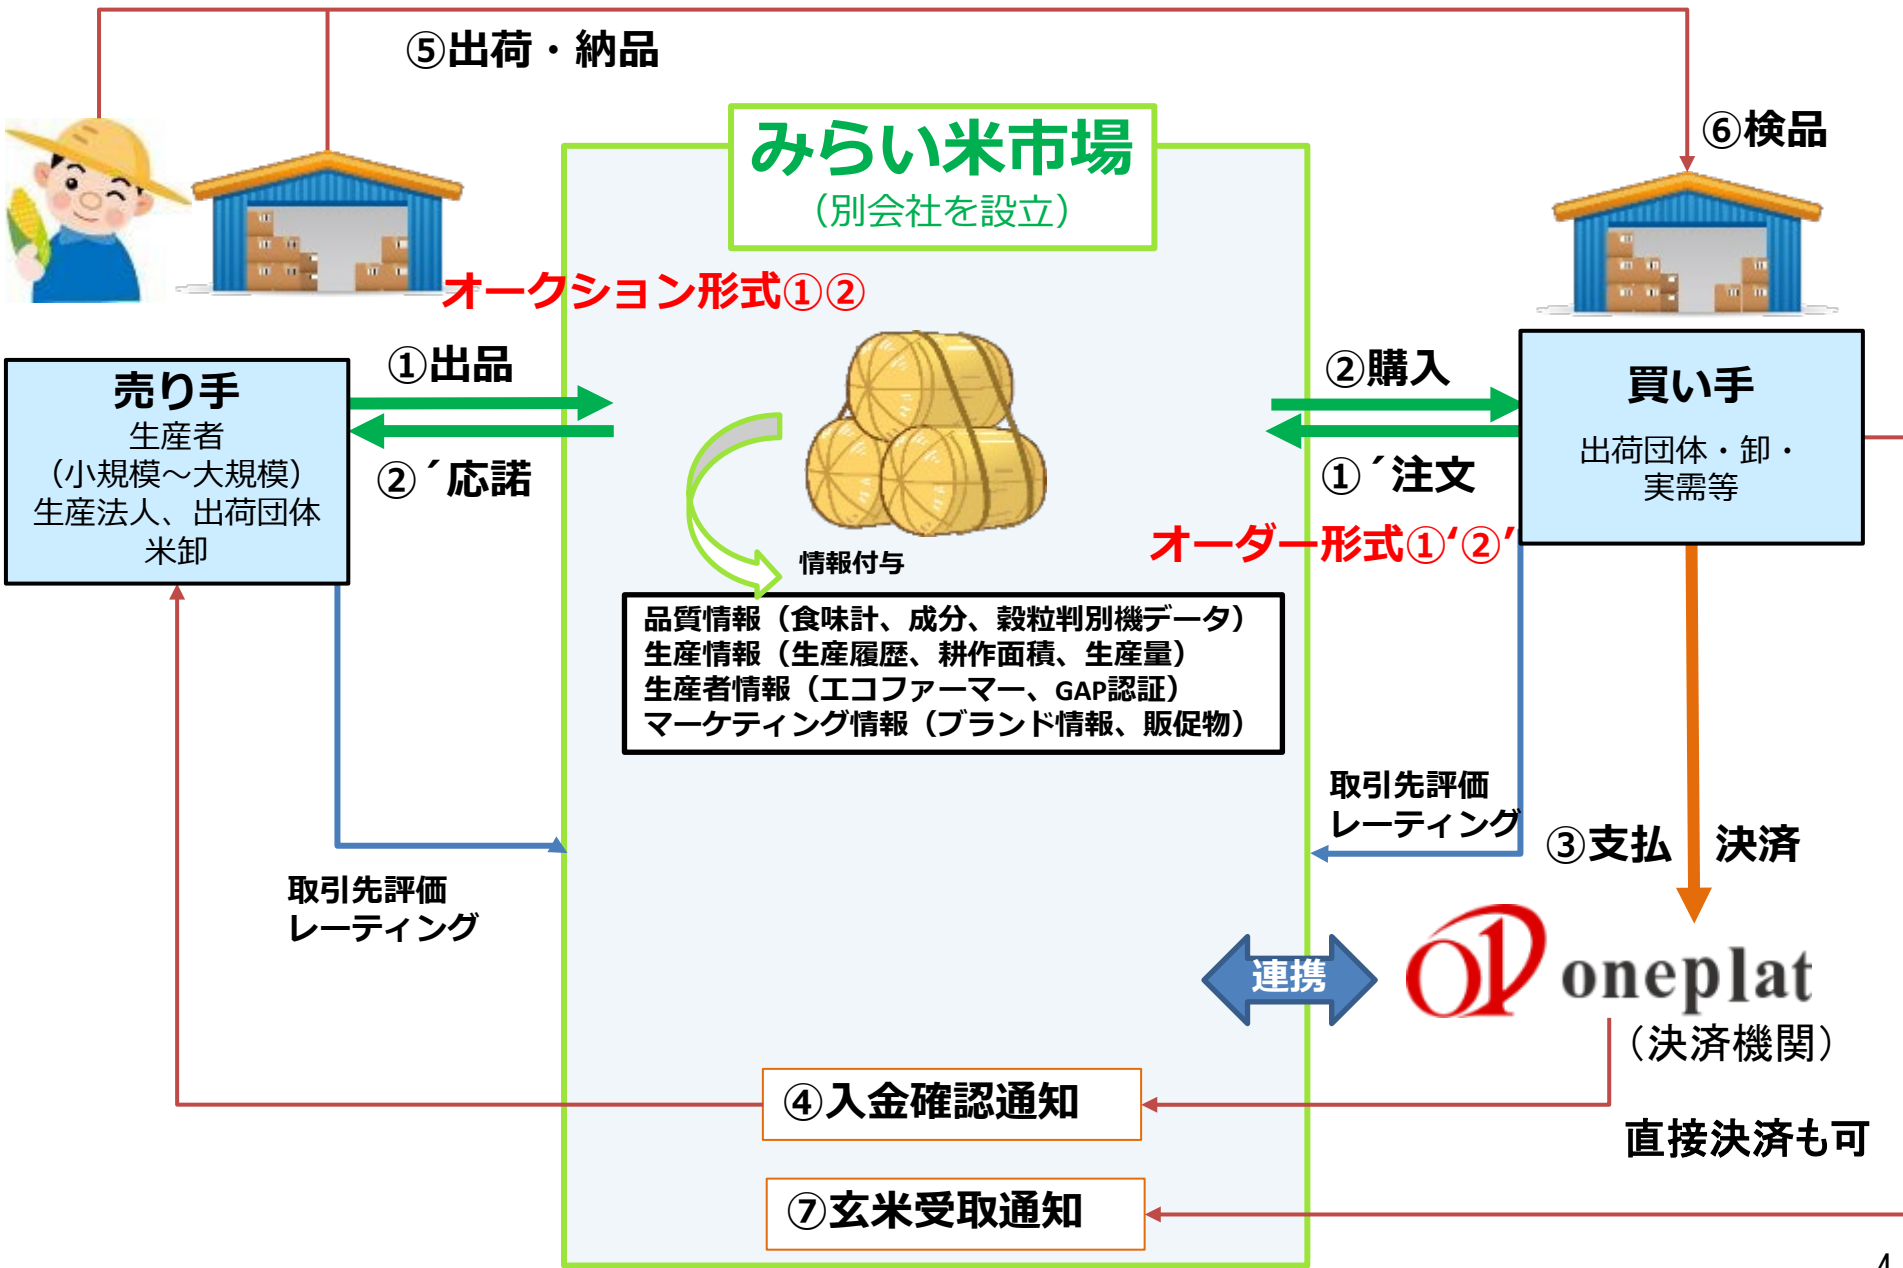 ⑤出荷・納品
⑥検品
みらい米市場
（別会社を設立）
オークション形式①②
①出品
②購入
売り手
生産者
（小規模～大規模）
生産法人、出荷団体
米卸
②´応諾
買い手
出荷団体・卸・
実需等
①´注文
オーダー形式①‘②’
情報付与
品質情報（食味計、成分、穀粒判別機データ）
生産情報（生産履歴、耕作面積、生産量）
生産者情報（エコファーマー、GAP認証）
マーケティング情報（ブランド情報、販促物）
取引先評価
レーティング
③支払 決済
取引先評価
レーティング
連携
oneplat
（決済機関）
④入金確認通知
直接決済も可
⑦玄米受取通知
4